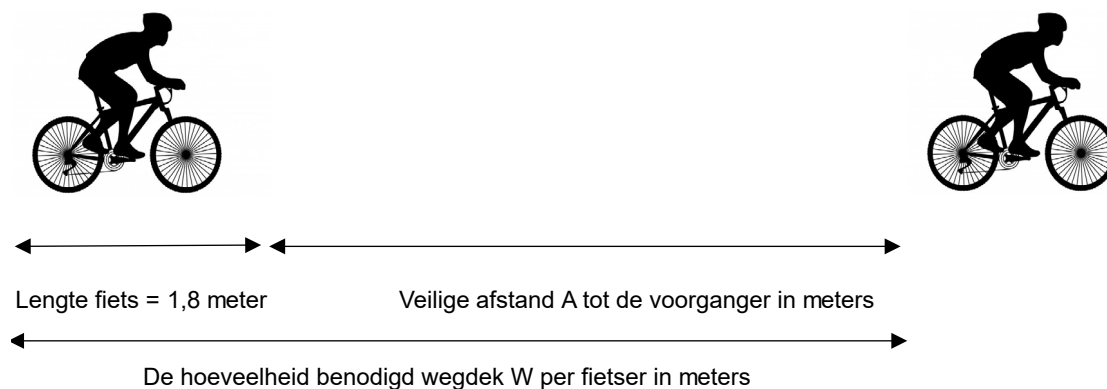 Lengte fiets = 1,8 meter
Veilige afstand A tot de voorganger in meters
De hoeveelheid benodigd wegdek W per fietser in meters